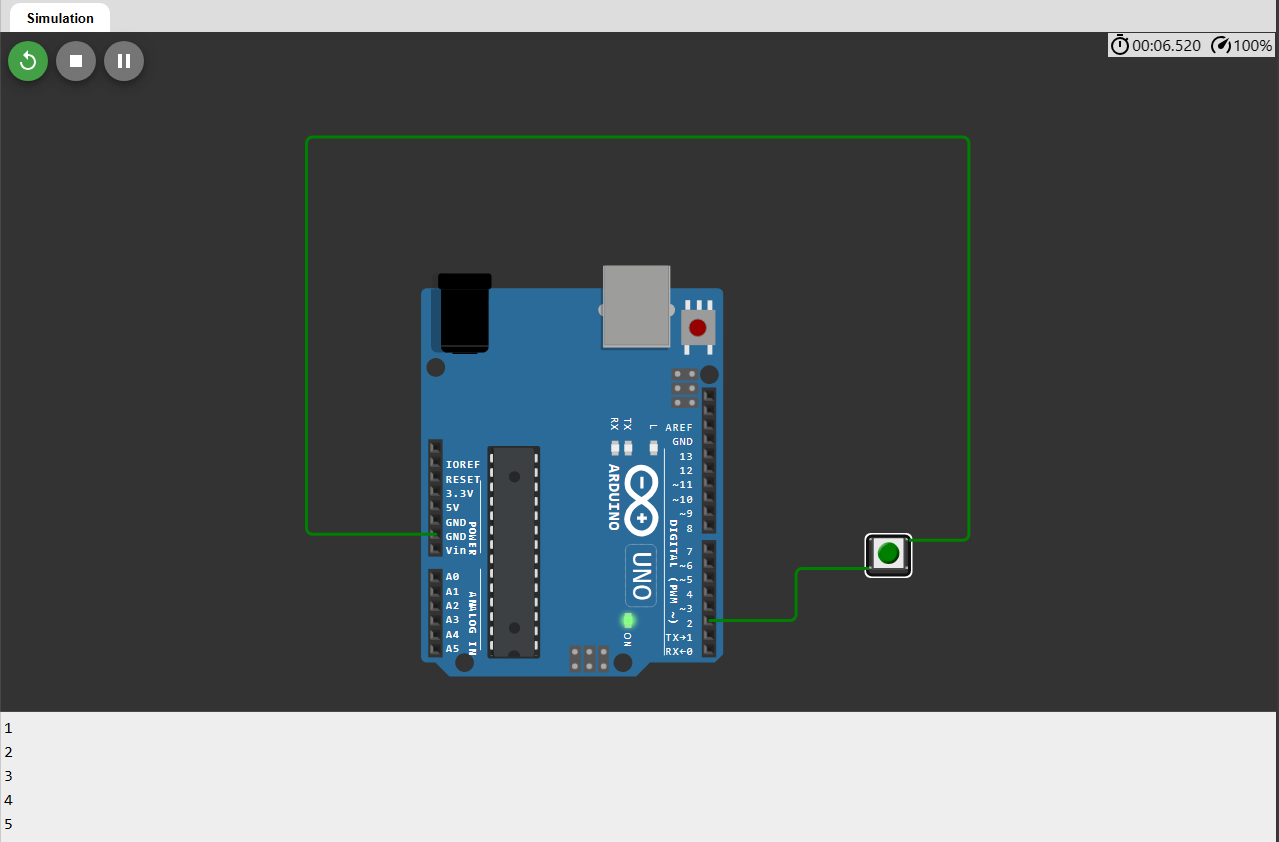 Simulation
00:06.520 100%
RX TX L
AREF
GND
13
12
~11
~10
~9
8
7
~6
~5
4
~3
2
TX→1
RX←0
DIGITAL (PWM ~)
ARDUINO
UNO
ON
IOREF
RESET
3.3V
5V
GND
GND
Vin
POWER
A0
A1
A2
A3
A4
A5
ANALOG IN
1
2
3
4
5